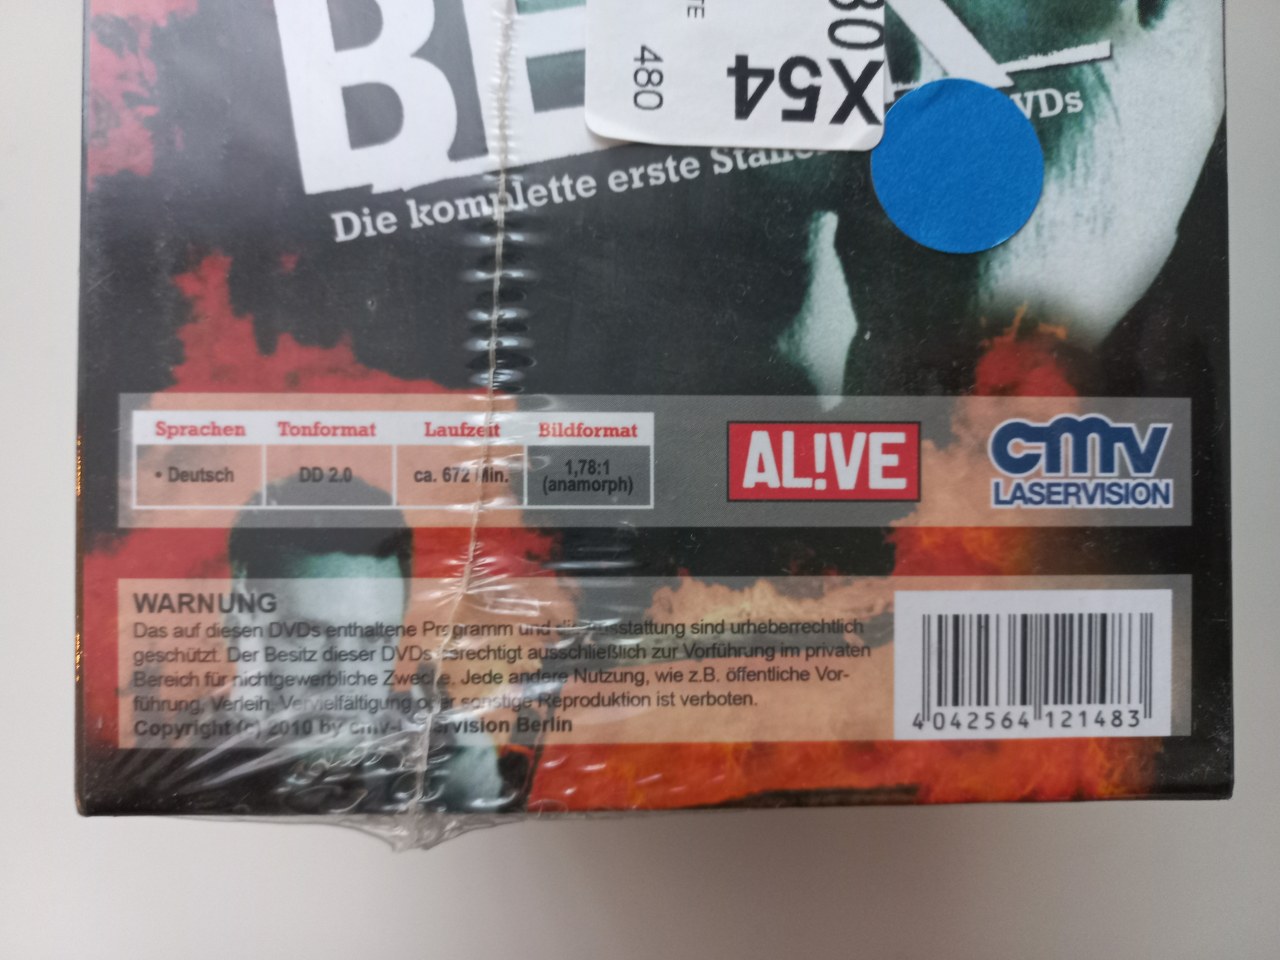 BE
TE
480
80
X54
VDs
Die komplette erste Staffel
Sprachen Tonformat Laufzeit Bildformat
• Deutsch DD 2.0 ca. 672 Min. 1,78:1
(anamorph)
AL!VE
cmv
LASERVISION
WARNUNG
Das auf diesen DVDs enthaltene Programm und die Ausstattung sind urheberrechtlich
geschützt. Der Besitz dieser DVDs berechtigt ausschließlich zur Vorführung im privaten
Bereich für nichtgewerbliche Zwecke. Jede andere Nutzung, wie z.B. öffentliche Vor-
führung, Verleih, Vervielfältigung oder sonstige Reproduktion ist verboten.
Copyright (c) 2010 by cmv-Laservision Berlin
4 042564 121483